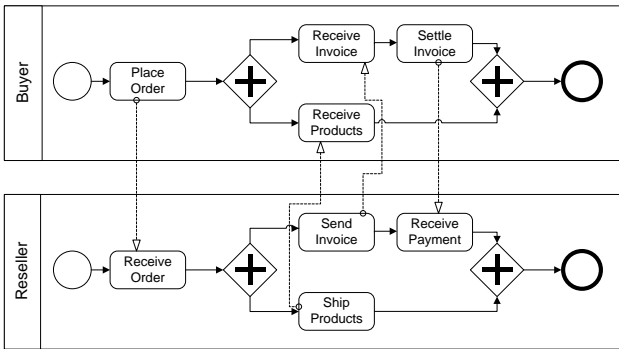 Buyer
Place
Order
Receive
Invoice
Settle
Invoice
Receive
Products
Reseller
Receive
Order
Send
Invoice
Receive
Payment
Ship
Products